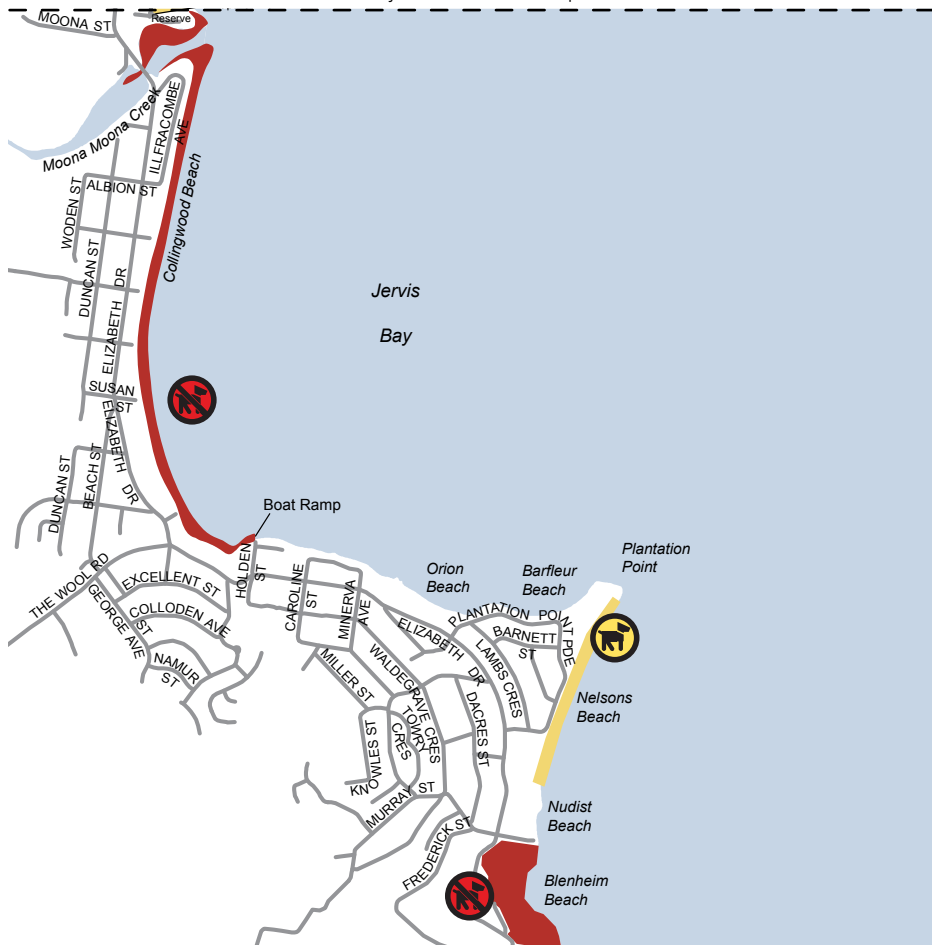 MOONA ST
Reserve
Moona Moona Creek
ILLFRACOMBE
AVE
ALBION ST
WODEN ST
Collingwood Beach
DUNCAN ST
ELIZABETH DR
Jervis
Bay
SUSAN
ST
ELIZABETH DR
DUNCAN ST
BEACH ST
Boat Ramp
THE WOOL RD
EXCELLENT ST
HOLDEN
ST
GEORGE AVE
COLLODEN AVE
ST
NAMUR
ST
CAROLINE
ST
MINERVA
AVE
Orion
Beach
Barfleur
Beach
Plantation
Point
PLANTATION POINT PDE
BARNETT
ST
ELIZABETH DR
LAMBS CRES
MILLER ST
WALDEGRAVE CRES
TOWRY
CRES
DACRES ST
KNOWLES ST
MURRAY ST
FREDERICK ST
Nelsons
Beach
Nudist
Beach
Blenheim
Beach